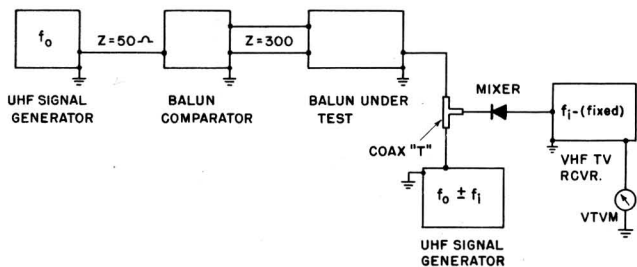 f₀
Z=50Ω
Z=300
UHF SIGNAL
GENERATOR
BALUN
COMPARATOR
BALUN UNDER
TEST
MIXER
COAX "T"
fᵢ-(fixed)
VHF TV
RCVR.
VTVM
f₀ ± fᵢ
UHF SIGNAL
GENERATOR